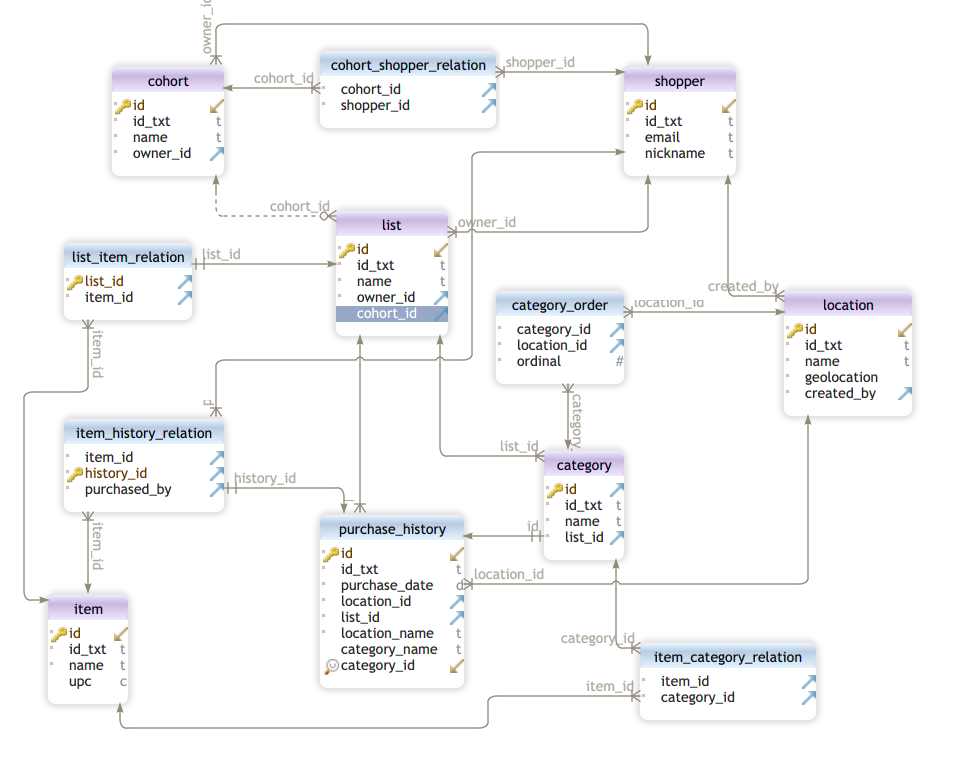 owner_id
cohort
id
id_txt t
name t
owner_id
cohort_id
cohort_shopper_relation
cohort_id
shopper_id
shopper_id
shopper
id
id_txt t
email t
nickname t
cohort_id
list
id
id_txt t
name t
owner_id
cohort_id
owner_id
list_item_relation
list_id
item_id
list_id
item_id
category_order
category_id
location_id
ordinal #
location_id
created_by
location
id
id_txt t
name t
geolocation
created_by
category
item_history_relation
item_id
history_id
purchased_by
history_id
item_id
list_id
category
id
id_txt t
name t
list_id
id
purchase_history
id
id_txt t
purchase_date d
location_id
list_id
location_name t
category_name t
category_id
location_id
item
id
id_txt t
name t
upc c
category_id
item_id
item_category_relation
item_id
category_id